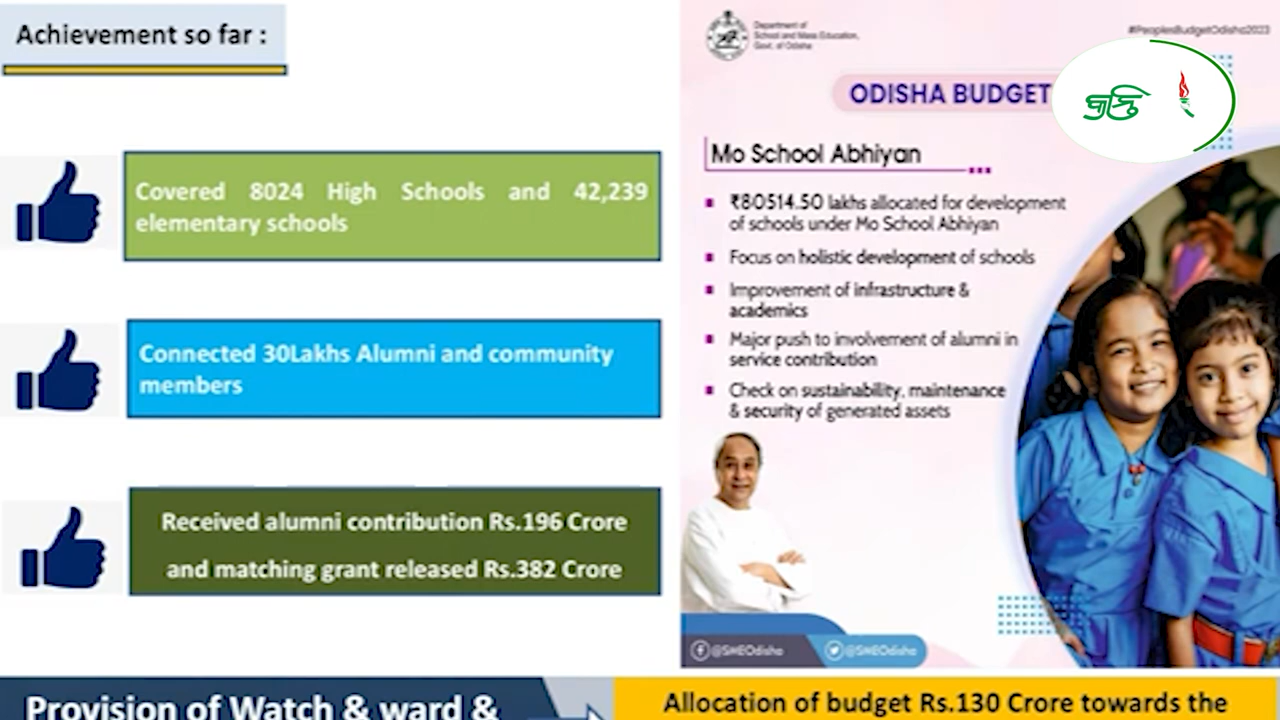 Achievement so far :
Covered 8024 High Schools and 42,239
elementary schools
Connected 30Lakhs Alumni and community
members
Received alumni contribution Rs.196 Crore
and matching grant released Rs.382 Crore
Provision of Watch & ward &
Department of
School and Mass Education,
Govt. of Odisha
#PeoplesBudgetOdisha2023
ODISHA BUDGET
Mo School Abhiyan
₹80514.50 lakhs allocated for development
of schools under Mo School Abhiyan
Focus on holistic development of schools
Improvement of infrastructure &
academics
Major push to involvement of alumni in
service contribution
Check on sustainability, maintenance
& security of generated assets
@SMEOdisha
@SMEOdisha
Allocation of budget Rs.130 Crore towards the